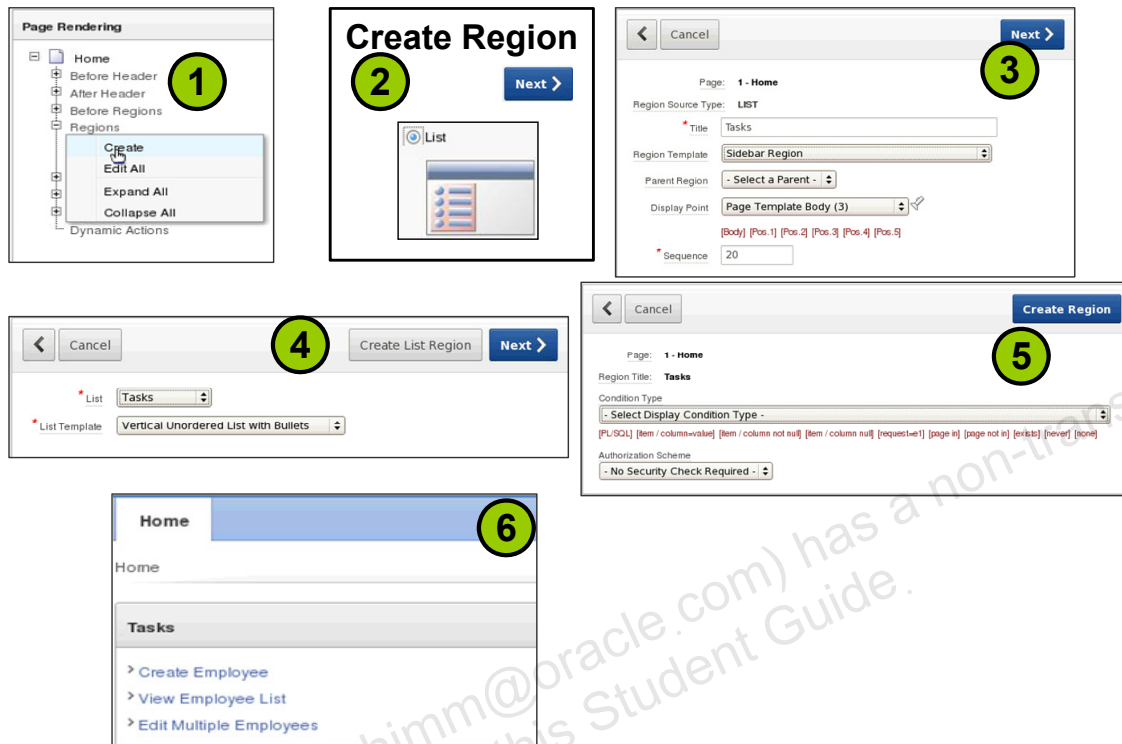 Page Rendering
Home
Before Header
After Header
Before Regions
Regions
Create
Edit All
Expand All
Collapse All
Dynamic Actions
1
Create Region
2
Next
List
Cancel
Next
3
Page: 1 - Home
Region Source Type: LIST
* Title Tasks
Region Template Sidebar Region
Parent Region - Select a Parent -
Display Point Page Template Body (3)
[Body] [Pos.1] [Pos.2] [Pos.3] [Pos.4] [Pos.5]
* Sequence 20
Cancel
4
Create List Region
Next
* List Tasks
* List Template Vertical Unordered List with Bullets
Cancel
Create Region
5
Page: 1 - Home
Region Title: Tasks
Condition Type
- Select Display Condition Type -
[PL/SQL] [item / column=value] [item / column not null] [item / column null] [request=e1] [page in] [page not in] [exists] [never] [none]
Authorization Scheme
- No Security Check Required -
Home
6
Home
Tasks
Create Employee
View Employee List
Edit Multiple Employees
himm@oracle.com) has a non-trans
this Student Guide.